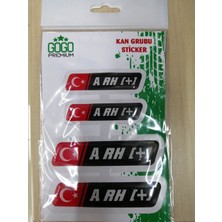 GOGO
PREMIUM
KAN GRUBU
STICKER
A RH [+]
A RH [+]
A RH [+]
A RH [+]